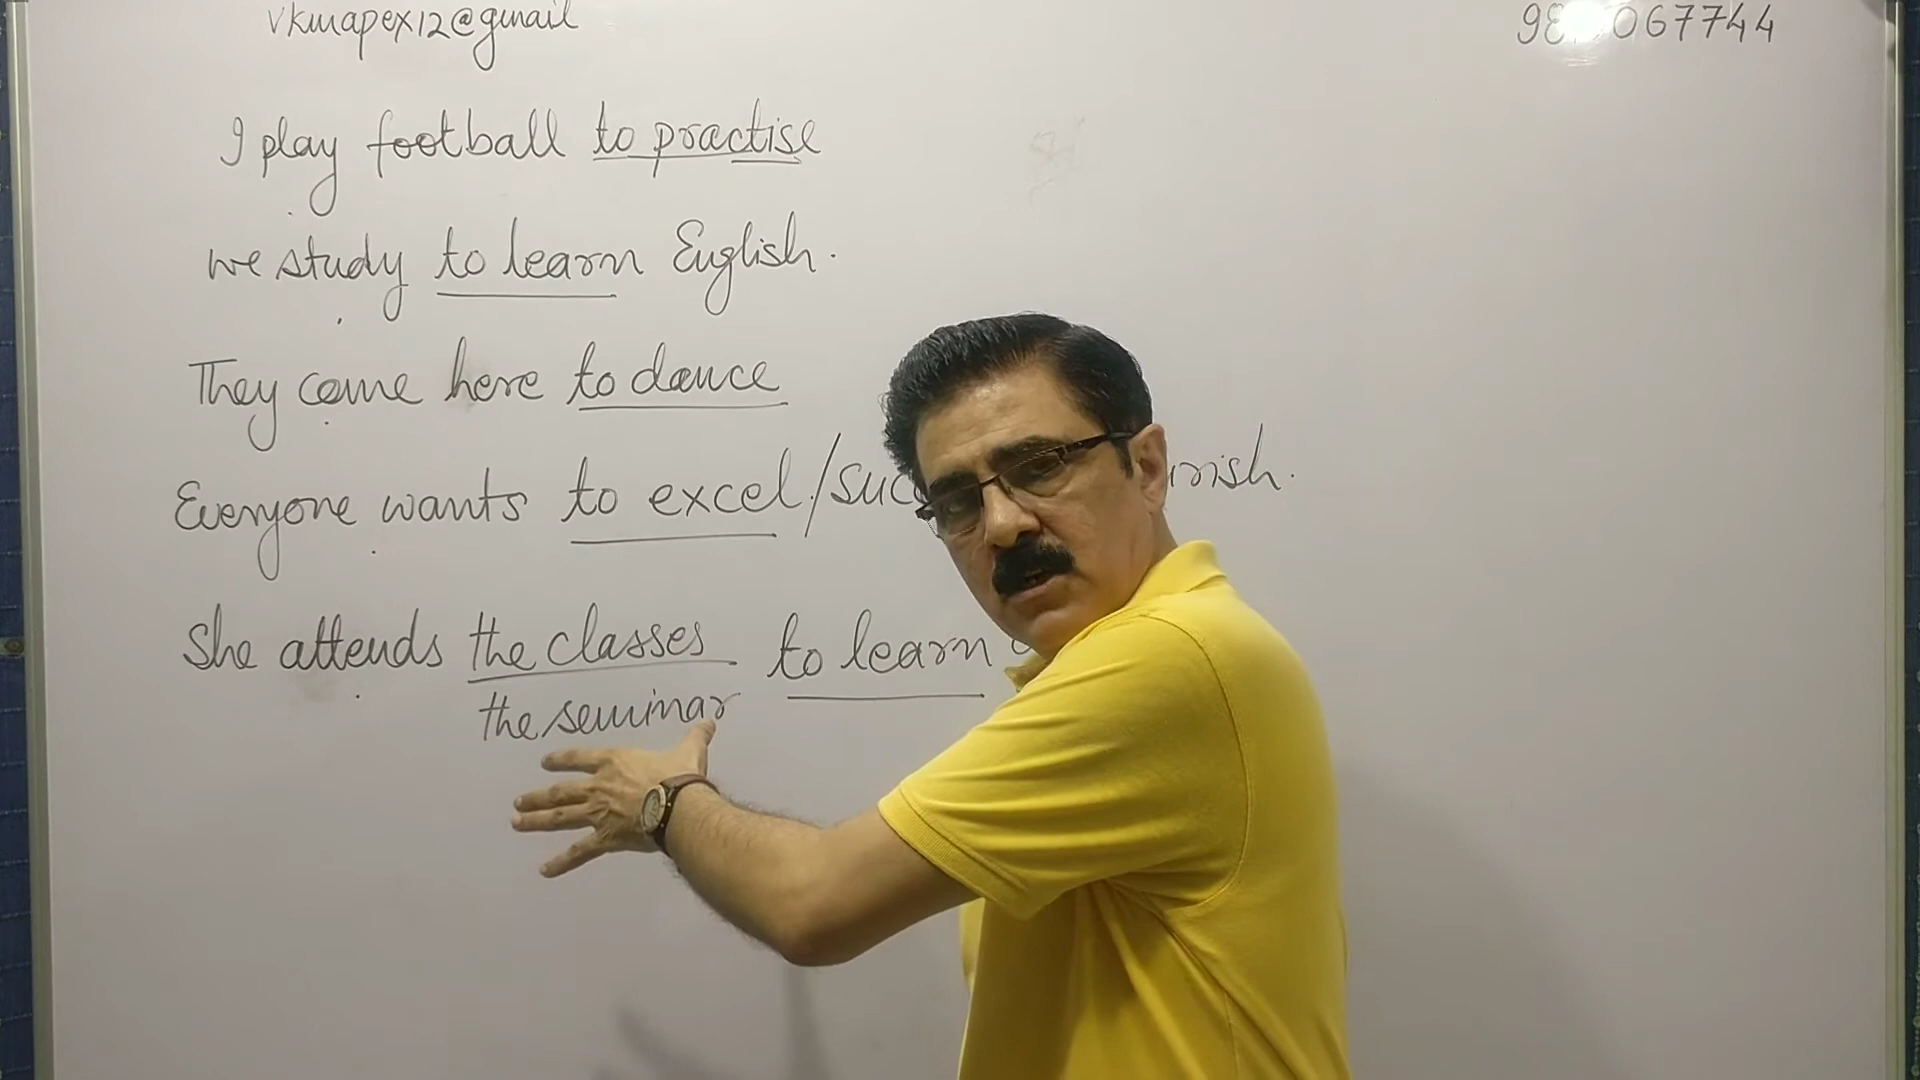 vkmapex12@gmail
067744
I play football to practise
we study to learn English.
They come here to dance
Everyone wants to excel/
She attends the classes to learn
the seminar